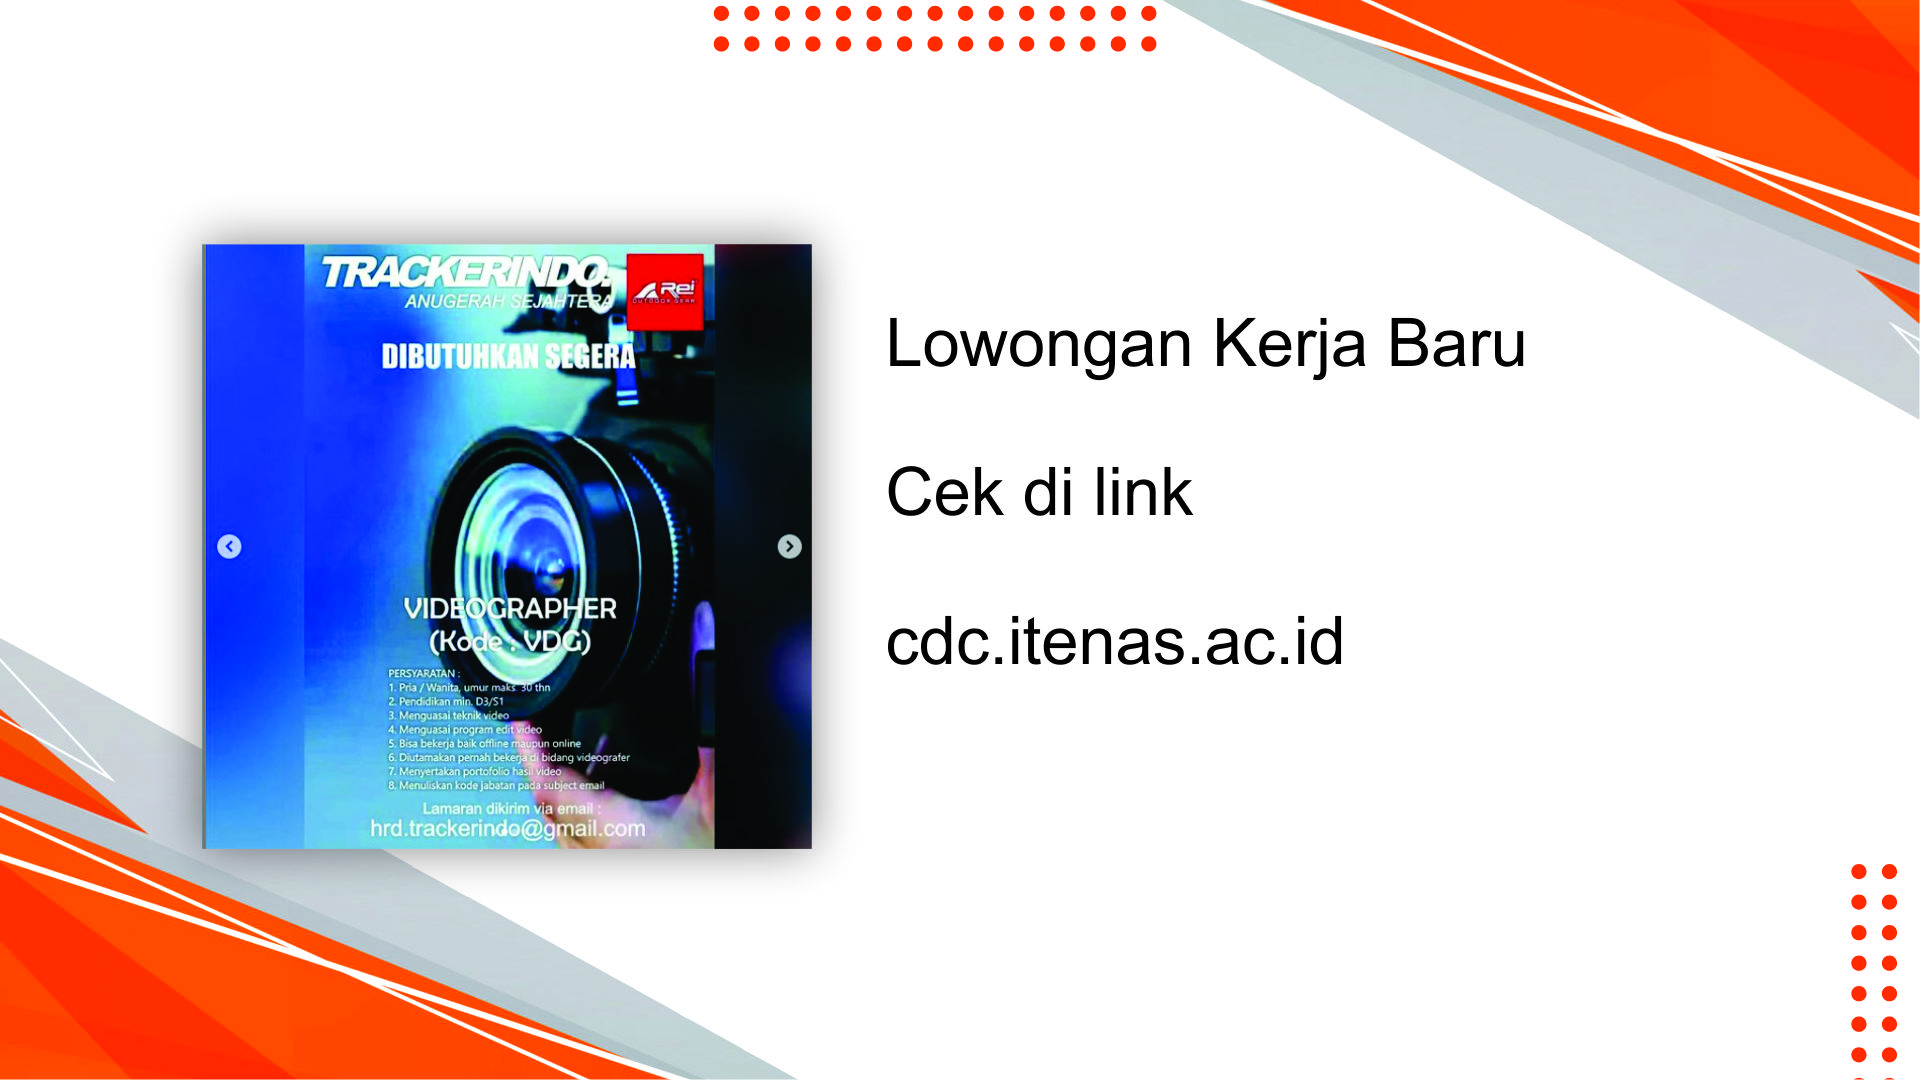 TRACKERINDO.
ANUGERAH SEJAHTERA
Rei
OUTDOOR GEAR
DIBUTUHKAN SEGERA
VIDEOGRAPHER
(Kode : VDG)
PERSYARATAN :
1. Pria / Wanita, umur maks. 30 thn
2. Pendidikan min. D3/S1
3. Menguasai teknik video
4. Menguasai program edit video
5. Bisa bekerja baik offline maupun online
6. Diutamakan pernah bekerja di bidang videografer
7. Menyertakan portofolio hasil video
8. Menuliskan kode jabatan pada subject email
Lamaran dikirim via email :
hrd.trackerindo@gmail.com
Lowongan Kerja Baru
Cek di link
cdc.itenas.ac.id